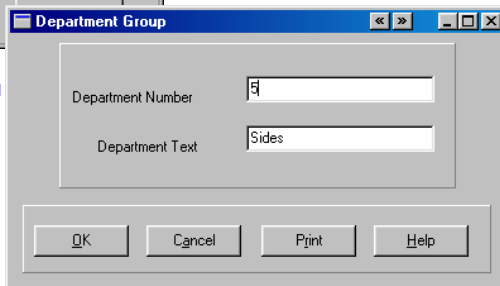 Department Group « »
Department Number 5
Department Text Sides
OK Cancel Print Help